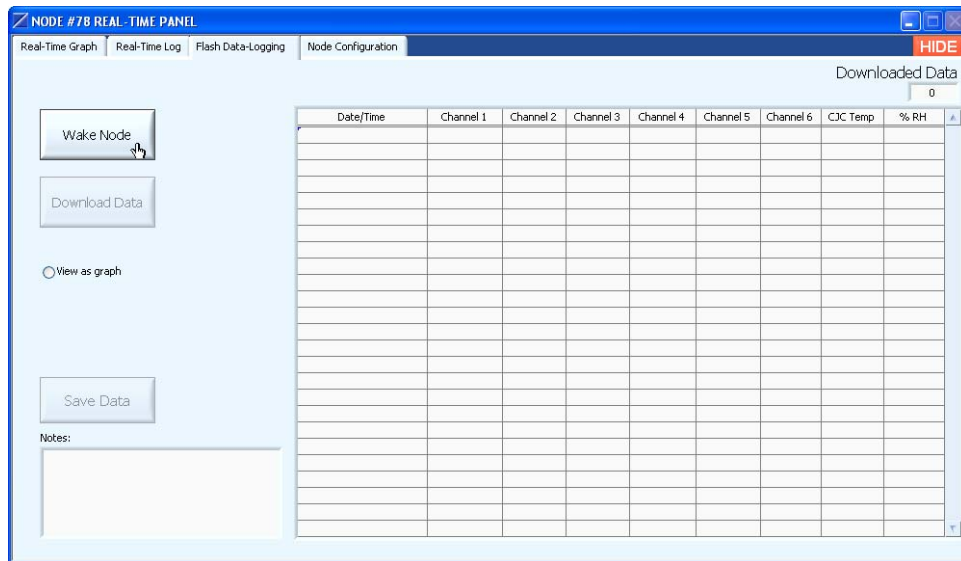 NODE #78 REAL-TIME PANEL
Real-Time Graph Real-Time Log Flash Data-Logging Node Configuration HIDE
Downloaded Data
0
Wake Node
Download Data
View as graph
Save Data
Notes:
Date/Time Channel 1 Channel 2 Channel 3 Channel 4 Channel 5 Channel 6 CJC Temp % RH